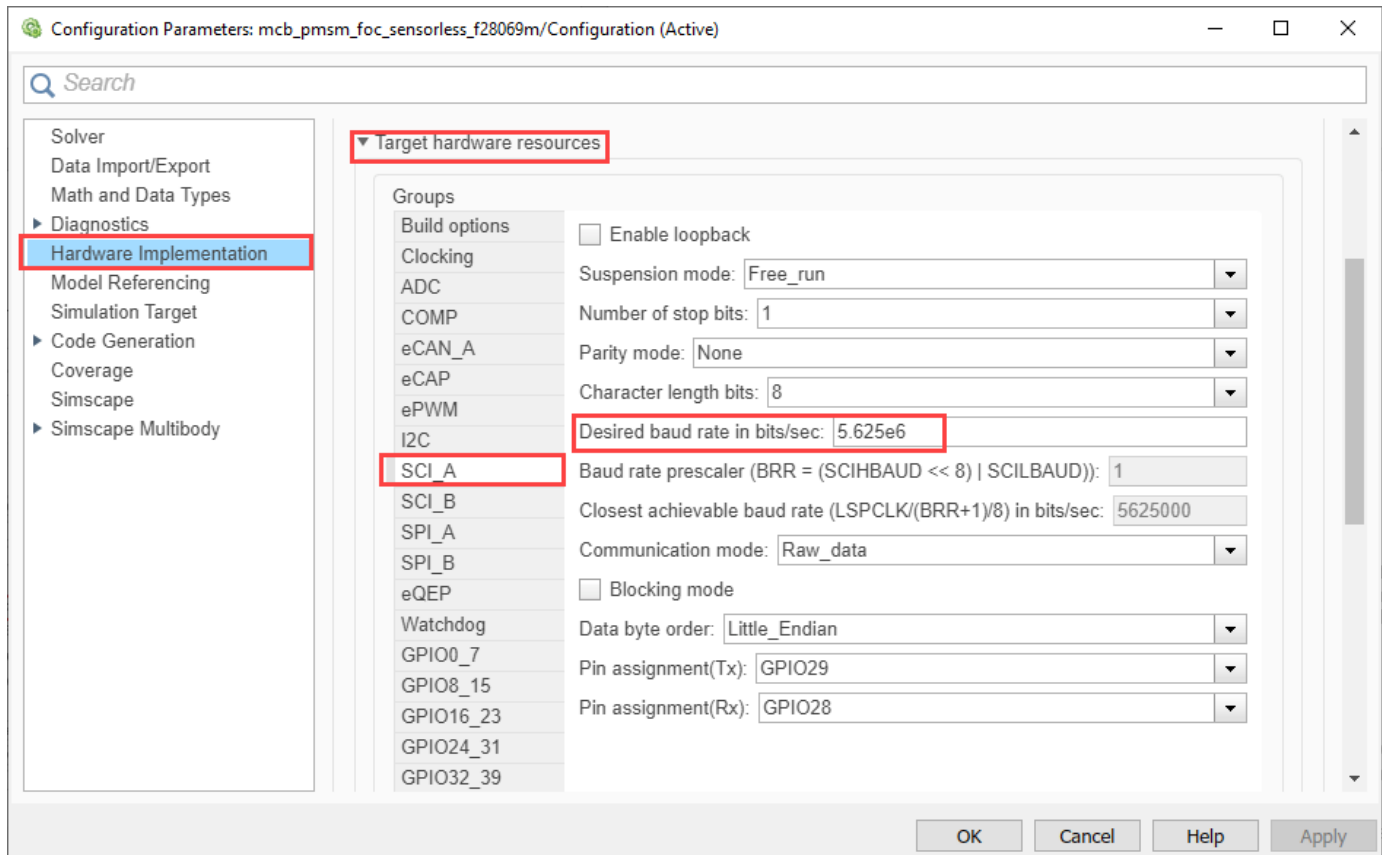 Configuration Parameters: mcb_pmsm_foc_sensorless_f28069m/Configuration (Active)
Search
Solver
Data Import/Export
Math and Data Types
Diagnostics
Hardware Implementation
Model Referencing
Simulation Target
Code Generation
Coverage
Simscape
Simscape Multibody
Target hardware resources
Groups
Build options
Clocking
ADC
COMP
eCAN_A
eCAP
ePWM
I2C
SCI_A
SCI_B
SPI_A
SPI_B
eQEP
Watchdog
GPIO0_7
GPIO8_15
GPIO16_23
GPIO24_31
GPIO32_39
Enable loopback
Suspension mode: Free_run
Number of stop bits: 1
Parity mode: None
Character length bits: 8
Desired baud rate in bits/sec: 5.625e6
Baud rate prescaler (BRR = (SCIHBAUD << 8) | SCILBAUD)): 1
Closest achievable baud rate (LSPCLK/(BRR+1)/8) in bits/sec: 5625000
Communication mode: Raw_data
Blocking mode
Data byte order: Little_Endian
Pin assignment(Tx): GPIO29
Pin assignment(Rx): GPIO28
OK Cancel Help Apply